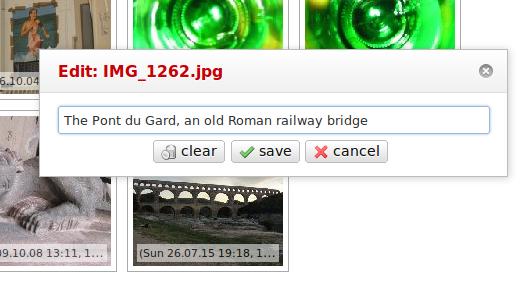 6.10.04
Edit: IMG_1262.jpg
The Pont du Gard, an old Roman railway bridge
clear save cancel
09.10.08 13:11, 1...
(Sun 26.07.15 19:18, 1...